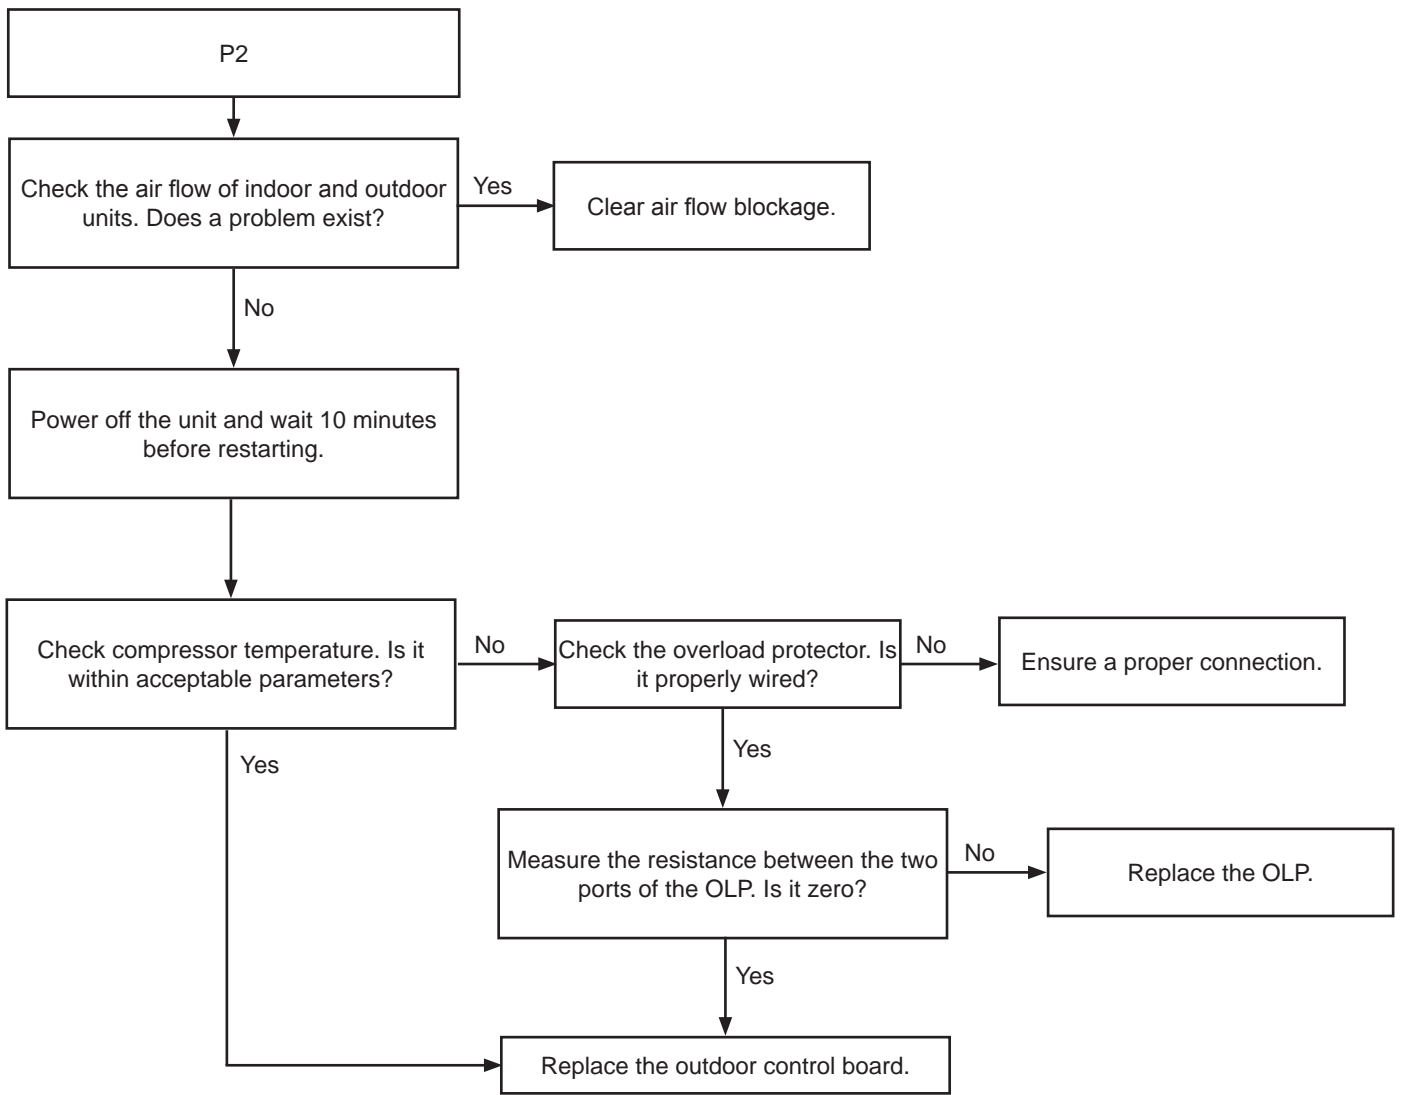 P2
Check the air flow of indoor and outdoor
units. Does a problem exist?
Yes
Clear air flow blockage.
No
Power off the unit and wait 10 minutes
before restarting.
Check compressor temperature. Is it
within acceptable parameters?
No
Check the overload protector. Is
it properly wired?
No
Ensure a proper connection.
Yes
Yes
Measure the resistance between the two
ports of the OLP. Is it zero?
No
Replace the OLP.
Yes
Replace the outdoor control board.